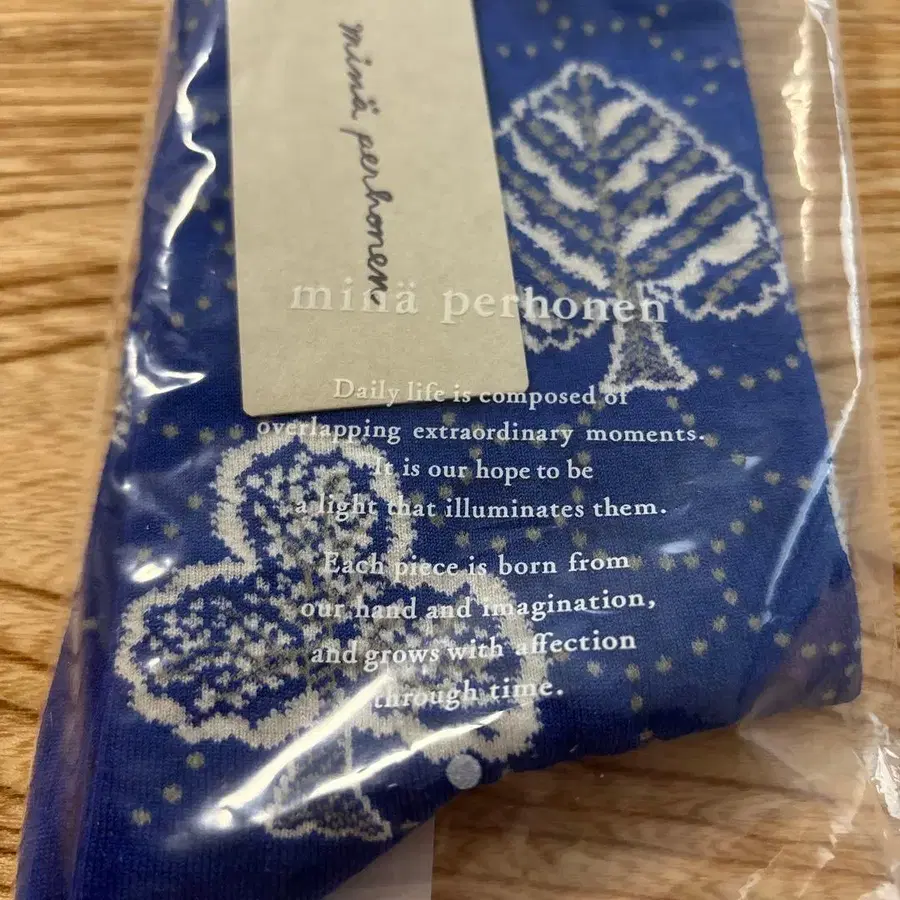 minä perhonen
minä perhonen
Daily life is composed of
overlapping extraordinary moments.
It is our hope to be
a light that illuminates them.
Each piece is born from
our hand and imagination,
and grows with affection
through time.